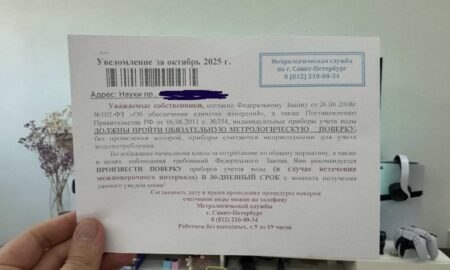 Уведомление за октябрь 2025 г.
Метрологическая служба
по г. Санкт-Петербург
8 (812) 210-00-34
Адрес: Науки пр.
Уважаемые собственники, согласно Федеральному Закону от 26.06.2008г.
№102-ФЗ «Об обеспечении единства измерений», а также Постановлению
Правительства РФ от 06.06.2011 г. №354, индивидуальные приборы учета воды
ДОЛЖНЫ ПРОЙТИ ОБЯЗАТЕЛЬНУЮ МЕТРОЛОГИЧЕСКУЮ ПОВЕРКУ,
без проведения которой, приборы считаются непригодными для учета
водопотребления.
Во избежание начисления платы за потребление по общему нормативу, а также
в целях соблюдения требований Федерального Закона, Вам рекомендуется
ПРОИЗВЕСТИ ПОВЕРКУ приборов учета воды (в случае истечения
межповерочного интервала) В 30-ДНЕВНЫЙ СРОК с момента получения
данного уведомления!
Согласовать дату и время проведения процедуры поверки
счетчиков воды можно по телефону
Метрологической службы
г. Санкт-Петербург
8 (812) 210-00-34
Работаем без выходных, с 9 до 19 часов